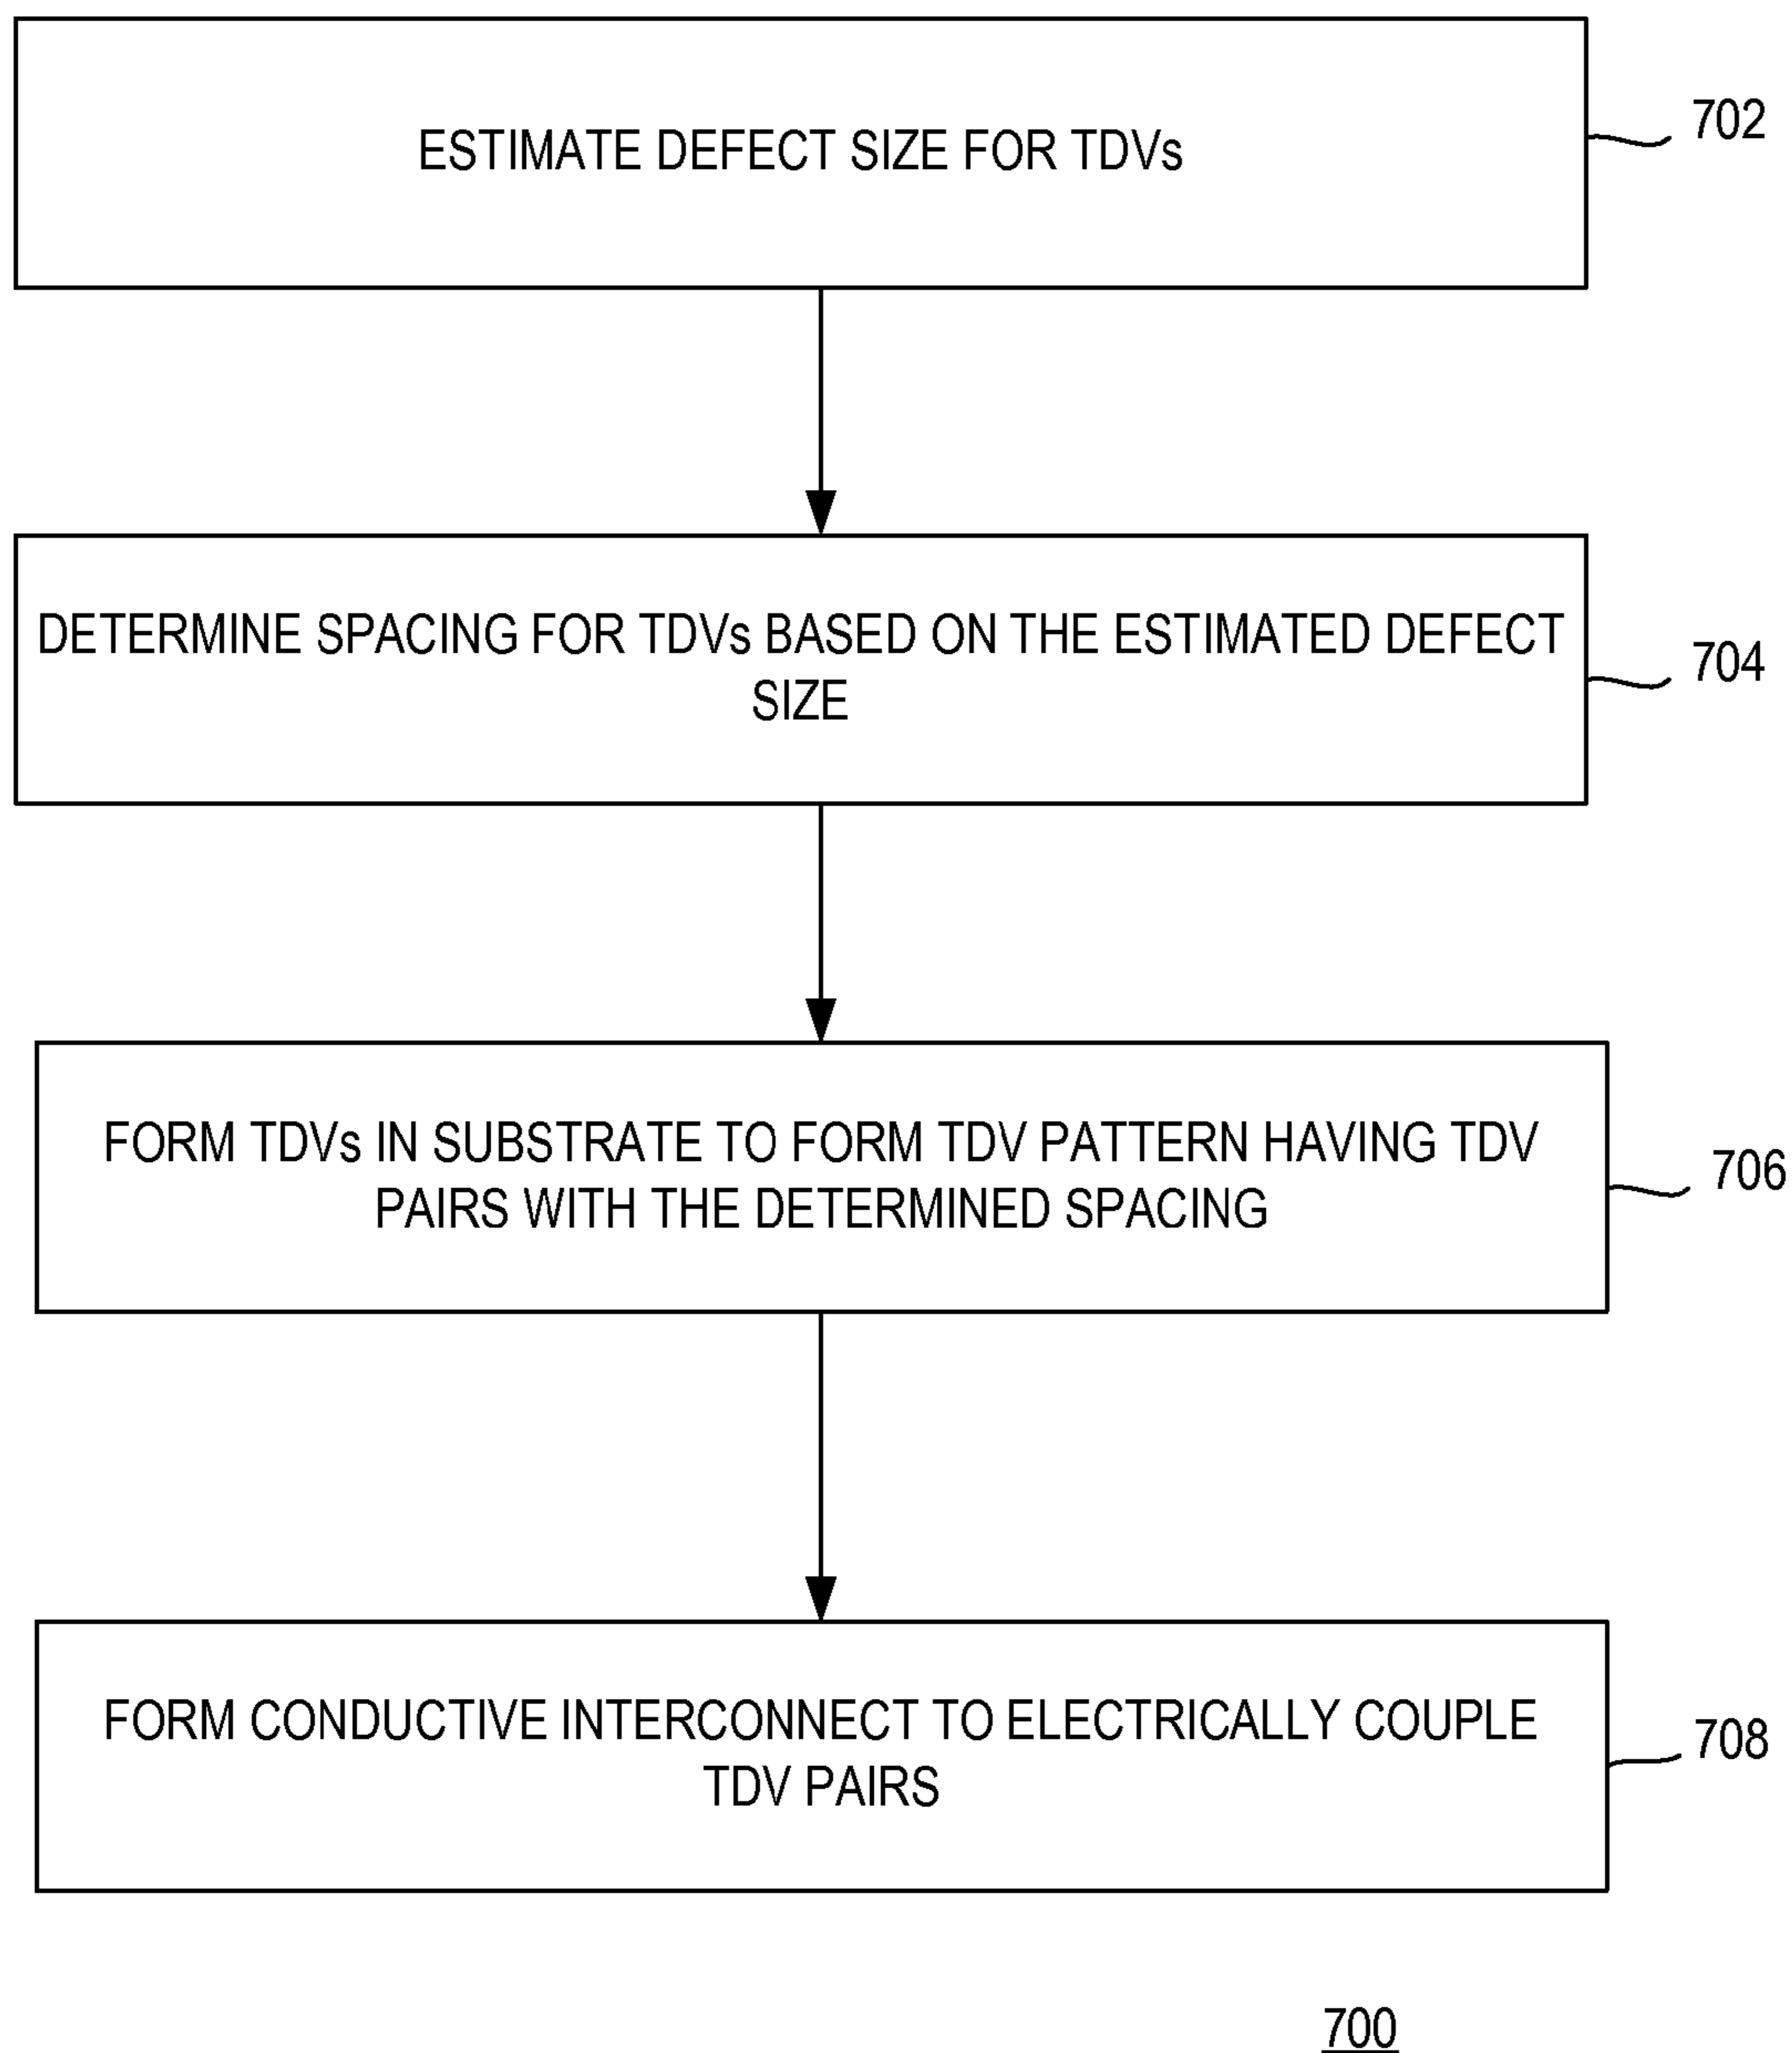 ESTIMATE DEFECT SIZE FOR TDVs
702
DETERMINE SPACING FOR TDVs BASED ON THE ESTIMATED DEFECT
SIZE
704
FORM TDVs IN SUBSTRATE TO FORM TDV PATTERN HAVING TDV
PAIRS WITH THE DETERMINED SPACING
706
FORM CONDUCTIVE INTERCONNECT TO ELECTRICALLY COUPLE
TDV PAIRS
708
700